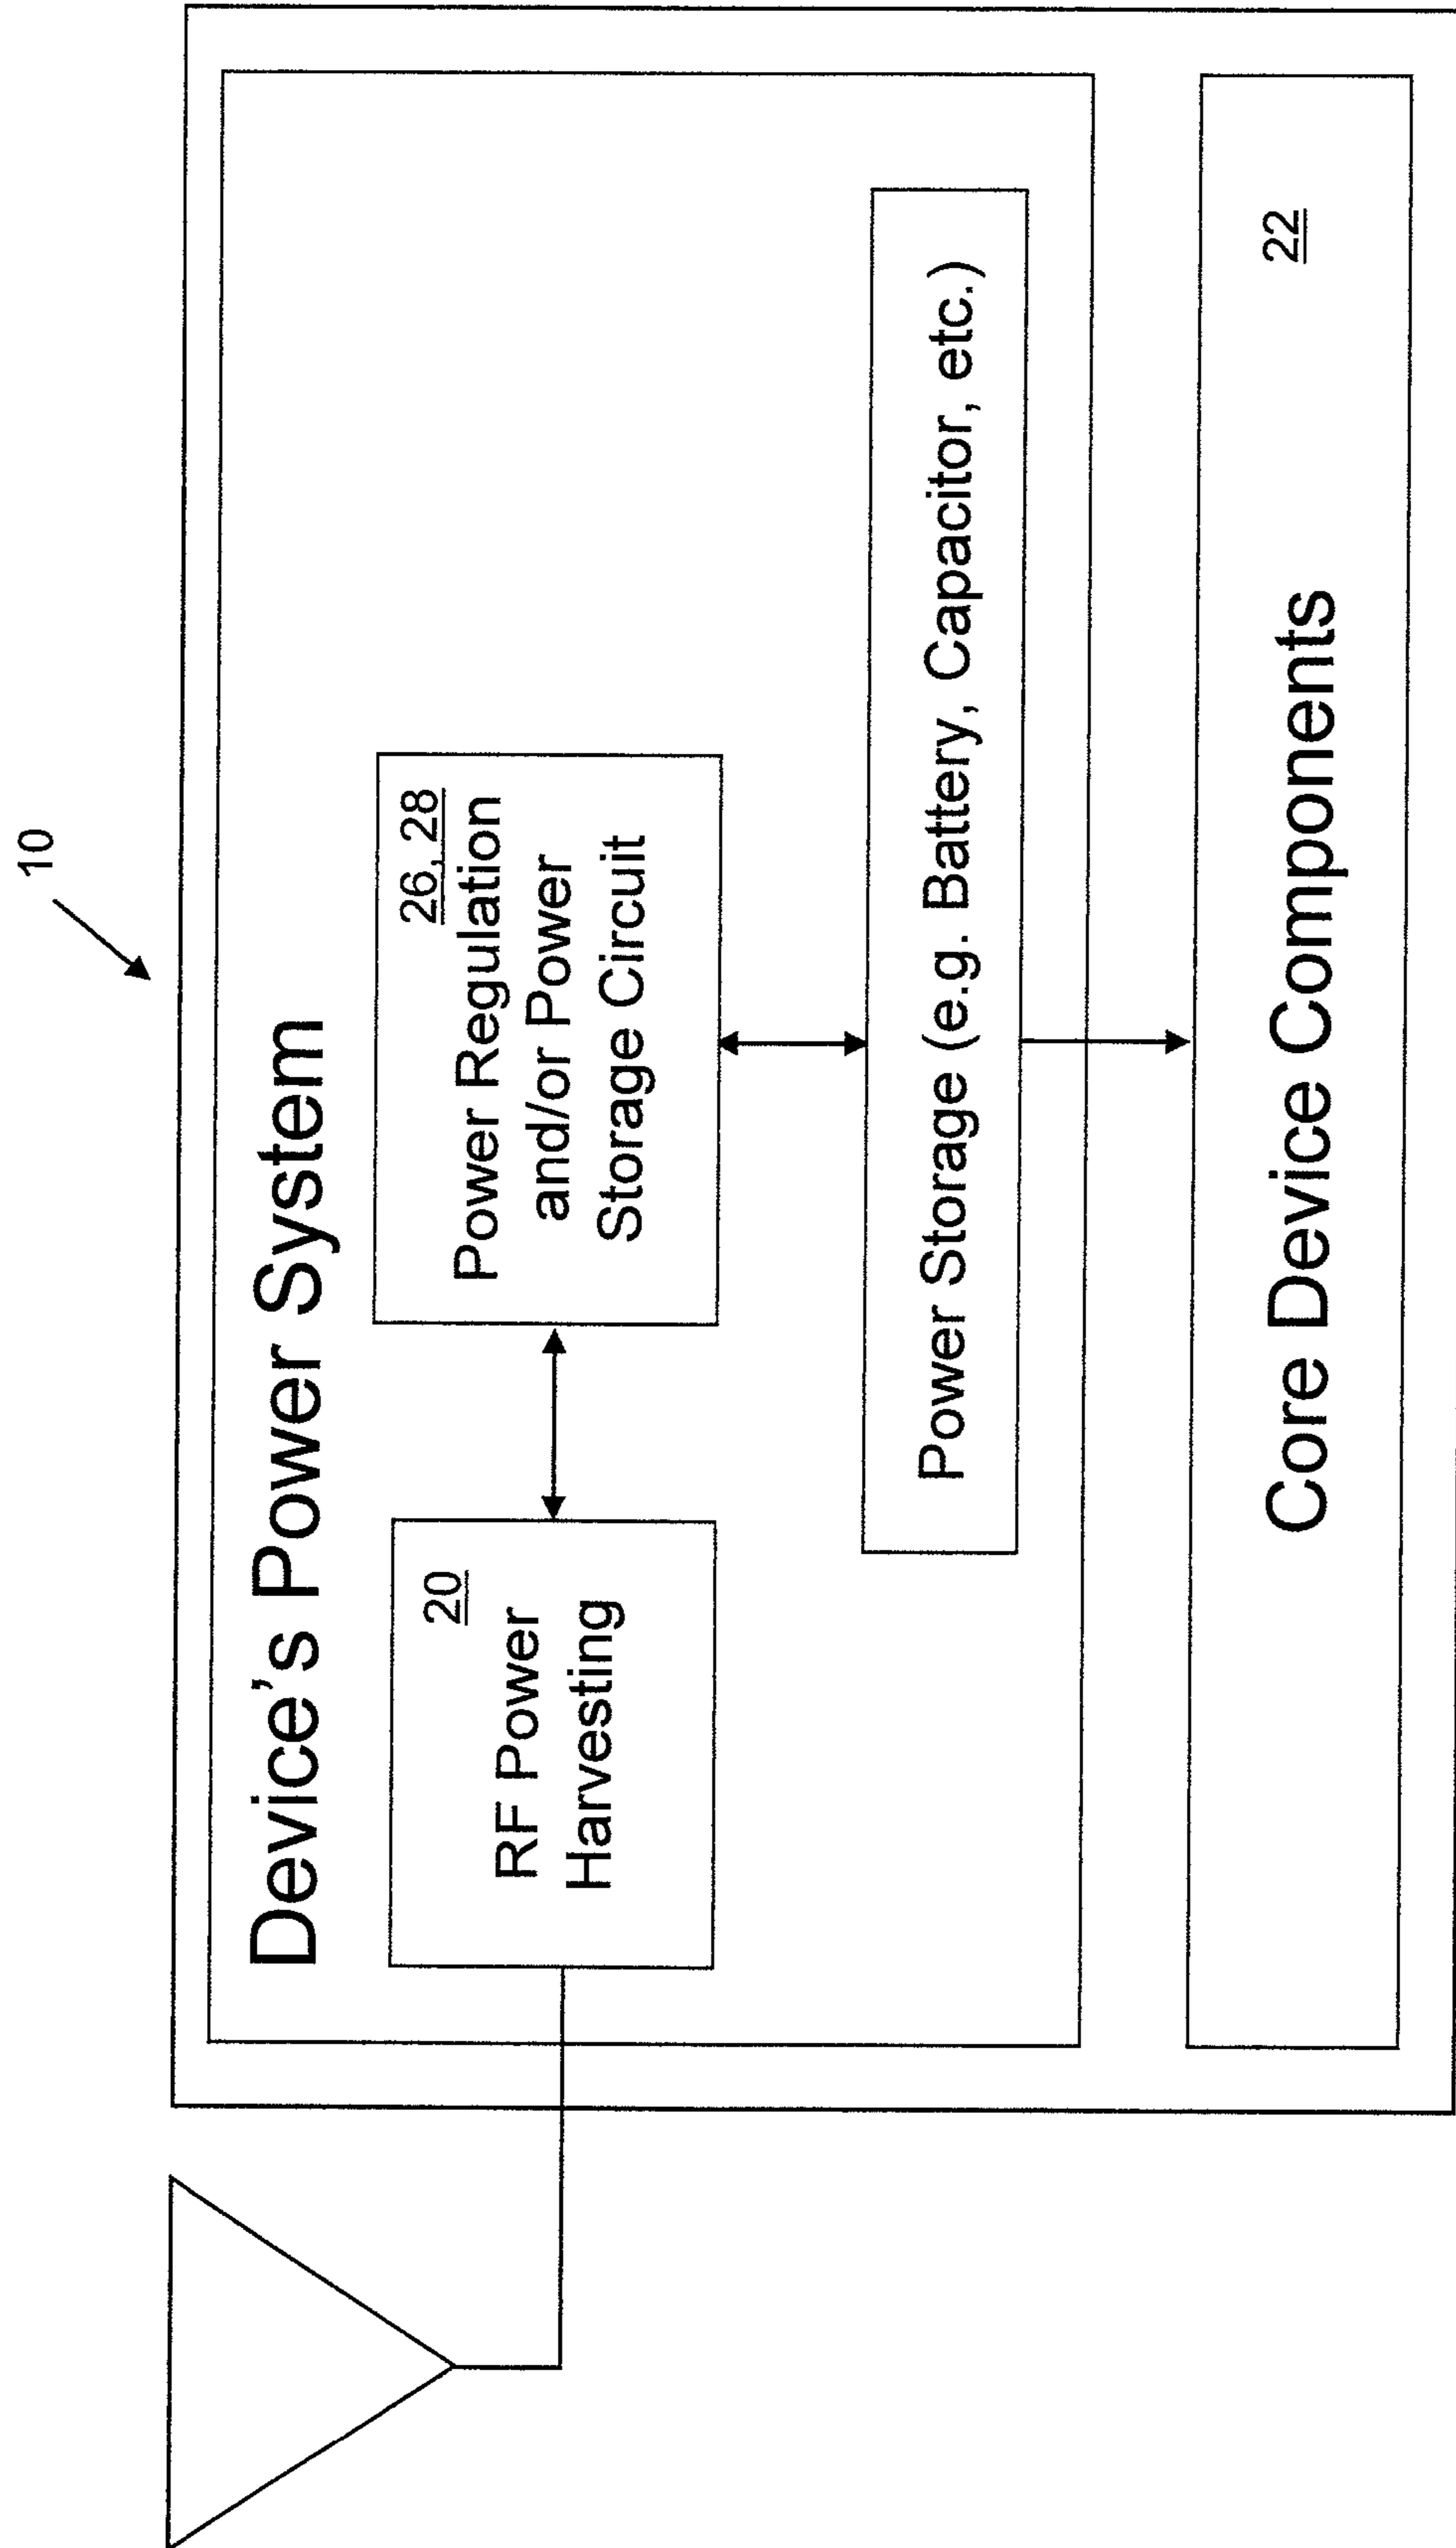 10
Device's Power System
20
RF Power
Harvesting
26, 28
Power Regulation
and/or Power
Storage Circuit
Power Storage (e.g. Battery, Capacitor, etc.)
Core Device Components
22